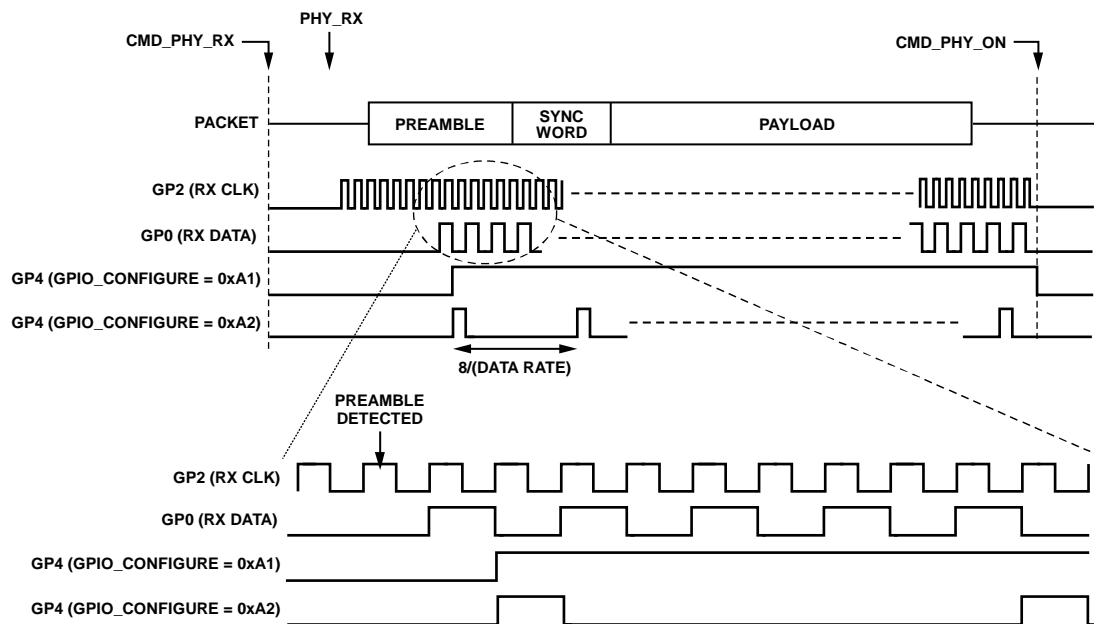 PHY_RX
CMD_PHY_RX
CMD_PHY_ON
PACKET
PREAMBLE
SYNC
WORD
PAYLOAD
GP2 (RX CLK)
GP0 (RX DATA)
GP4 (GPIO_CONFIGURE = 0xA1)
GP4 (GPIO_CONFIGURE = 0xA2)
8/(DATA RATE)
PREAMBLE
DETECTED
GP2 (RX CLK)
GP0 (RX DATA)
GP4 (GPIO_CONFIGURE = 0xA1)
GP4 (GPIO_CONFIGURE = 0xA2)